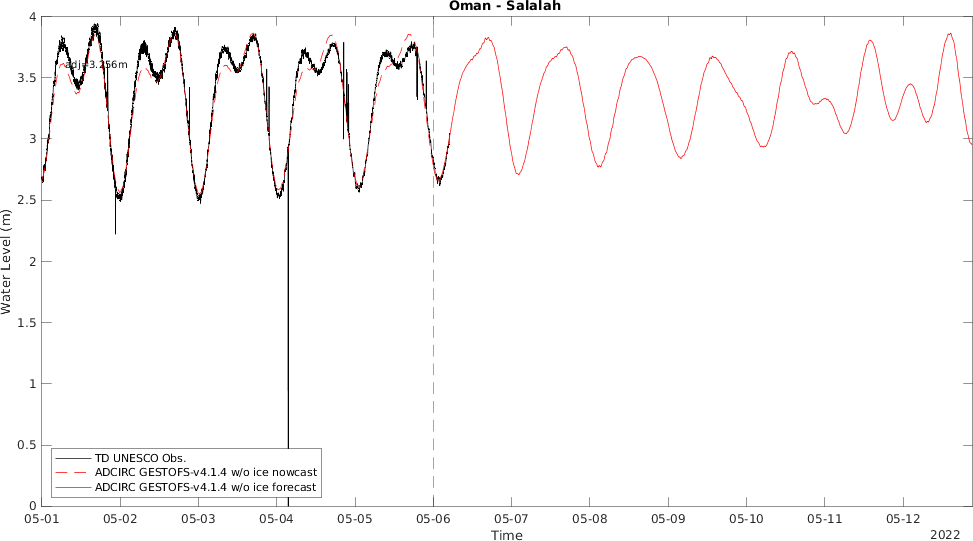 Oman - Salalah
4
3.5
3
2.5
2
1.5
1
0.5
0
Water Level (m)
adj=3.256m
TD UNESCO Obs.
ADCIRC GESTOFS-v4.1.4 w/o ice nowcast
ADCIRC GESTOFS-v4.1.4 w/o ice forecast
05-01 05-02 05-03 05-04 05-05 05-06 05-07 05-08 05-09 05-10 05-11 05-12
Time
2022